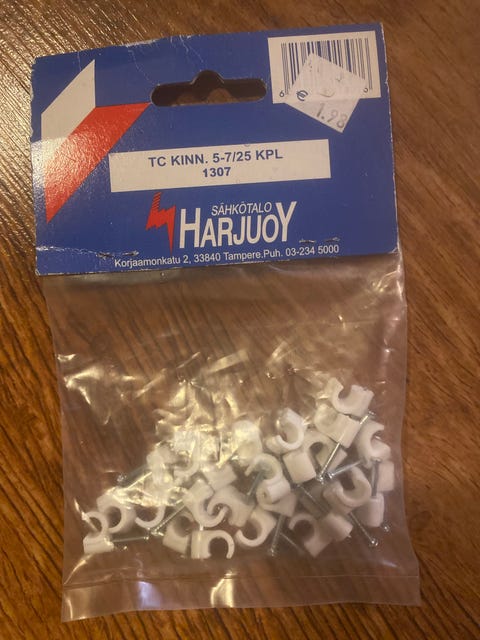 € 1.98
TC KINN. 5-7/25 KPL
1307
SÄHKÖTALO
HARJUOY
Korjaamonkatu 2, 33840 Tampere.Puh. 03-234 5000